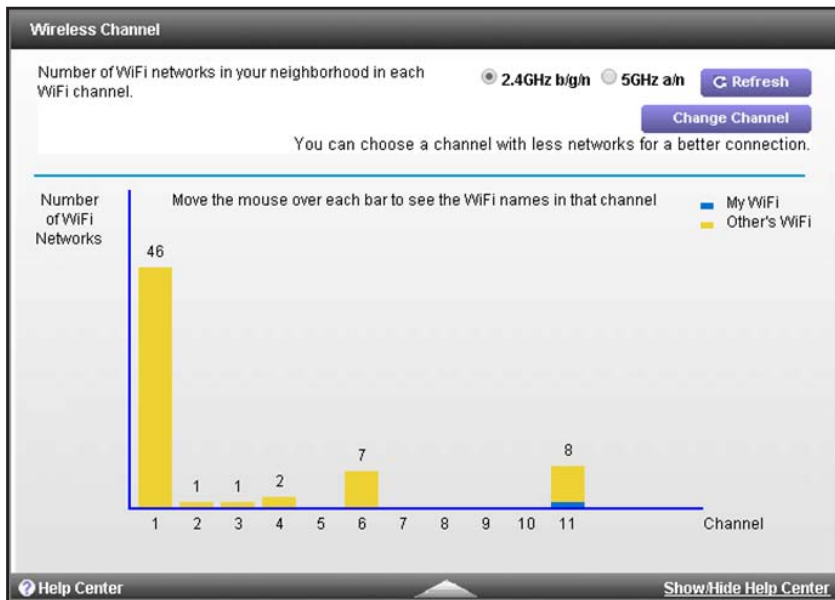 Wireless Channel
Number of WiFi networks in your neighborhood in each
WiFi channel.
2.4GHz b/g/n 5GHz a/n Refresh
Change Channel
You can choose a channel with less networks for a better connection.
Number
of WiFi
Networks
Move the mouse over each bar to see the WiFi names in that channel
My WiFi
Other's WiFi
46
1
1
2
7
8
1 2 3 4 5 6 7 8 9 10 11 Channel
? Help Center
Show/Hide Help Center